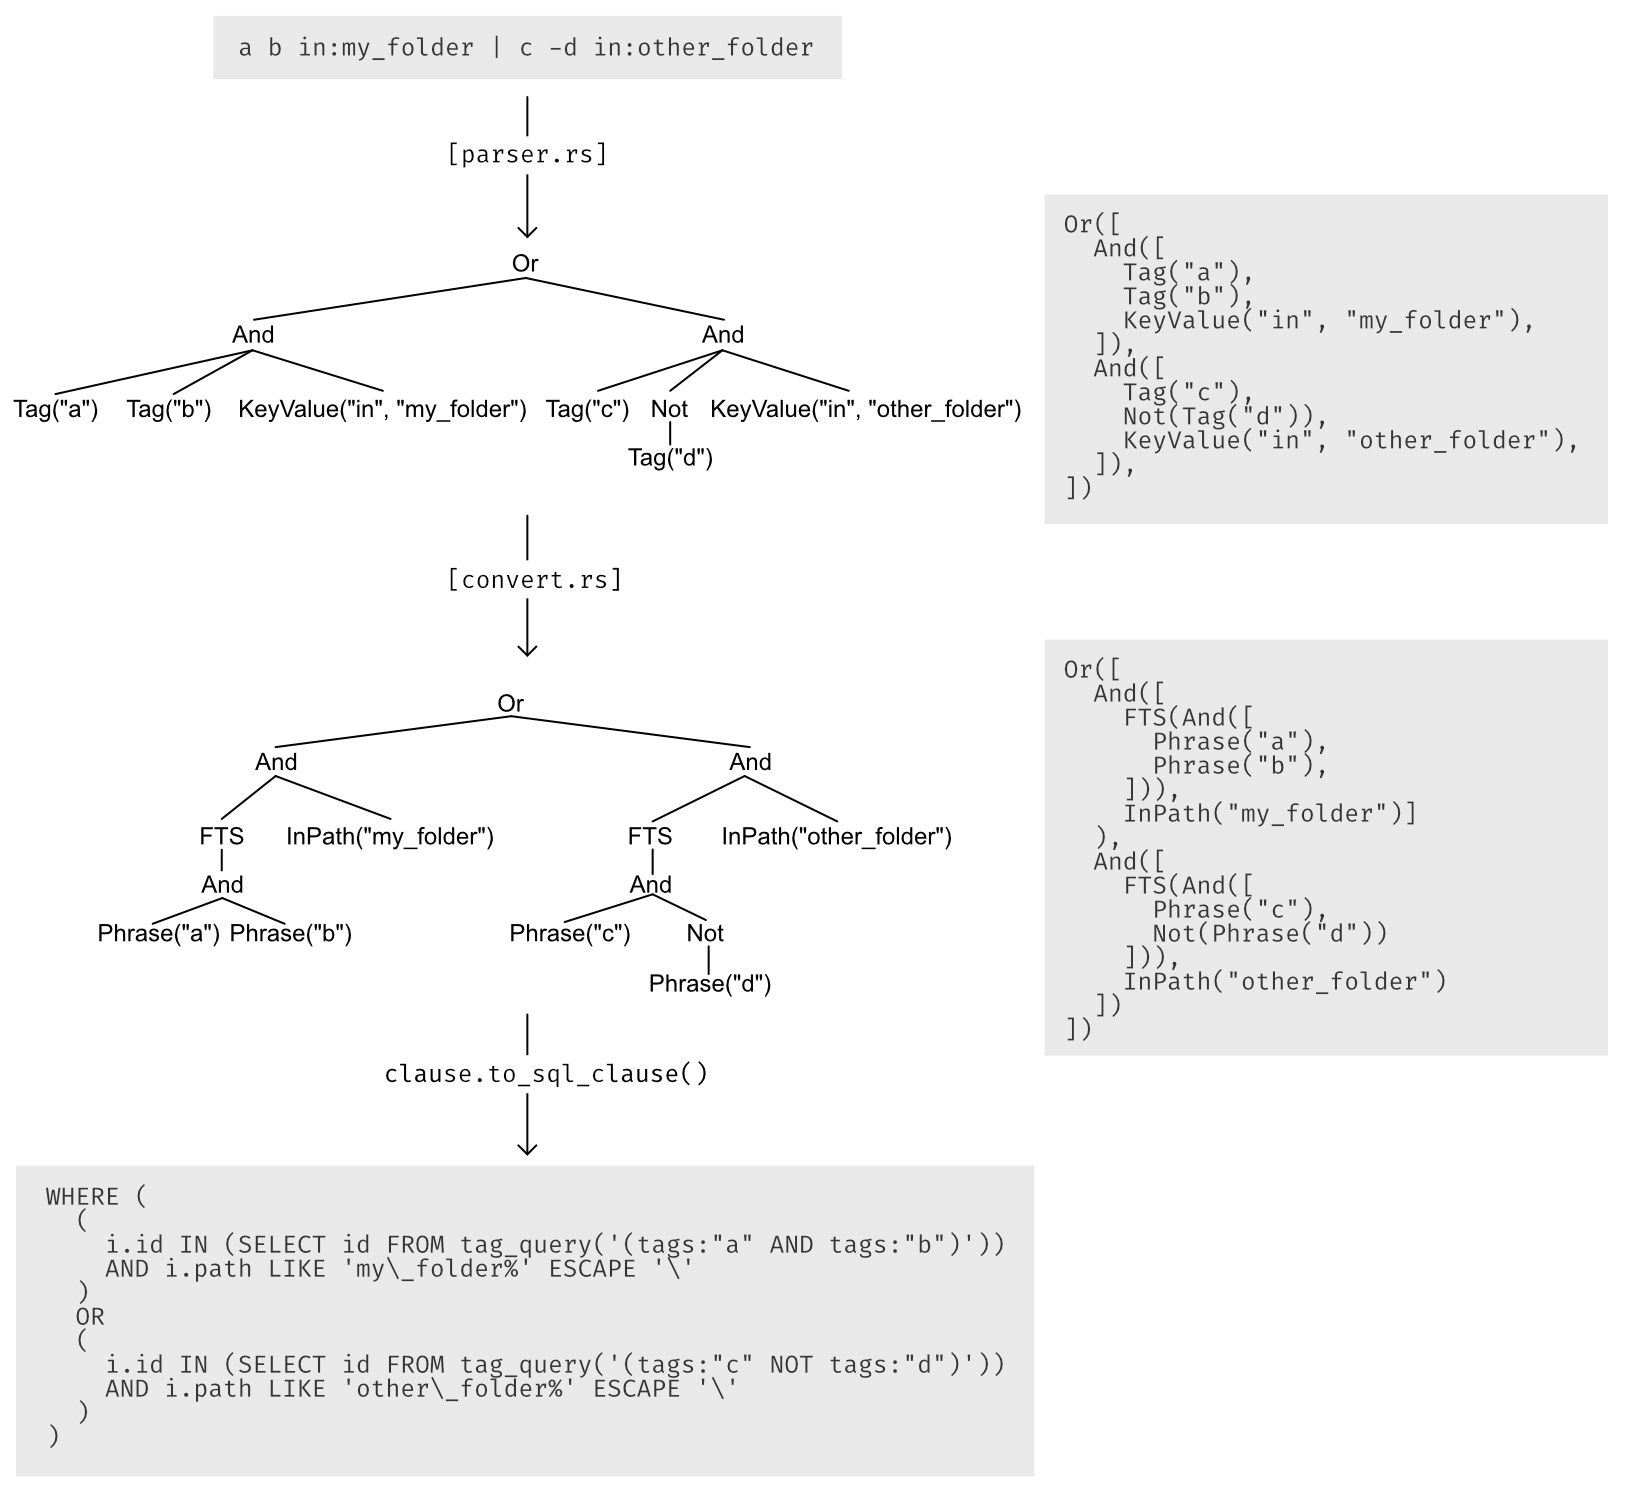 a b in:my_folder | c -d in:other_folder
[parser.rs]
Or
And And
Tag("a") Tag("b") KeyValue("in", "my_folder") Tag("c") Not KeyValue("in", "other_folder")
Tag("d")
Or([
  And([
    Tag("a"),
    Tag("b"),
    KeyValue("in", "my_folder"),
  ]),
  And([
    Tag("c"),
    Not(Tag("d")),
    KeyValue("in", "other_folder"),
  ]),
])
[convert.rs]
Or
And And
FTS InPath("my_folder") FTS InPath("other_folder")
And And
Phrase("a") Phrase("b") Phrase("c") Not
Phrase("d")
Or([
  And([
    FTS(And([
      Phrase("a"),
      Phrase("b"),
    ])),
    InPath("my_folder")]
  ),
  And([
    FTS(And([
      Phrase("c"),
      Not(Phrase("d"))
    ])),
    InPath("other_folder")
  ])
])
clause.to_sql_clause()
WHERE (
  (
    i.id IN (SELECT id FROM tag_query('(tags:"a" AND tags:"b")'))
    AND i.path LIKE 'my\_folder%' ESCAPE '\'
  )
  OR
  (
    i.id IN (SELECT id FROM tag_query('(tags:"c" NOT tags:"d")'))
    AND i.path LIKE 'other\_folder%' ESCAPE '\'
  )
)